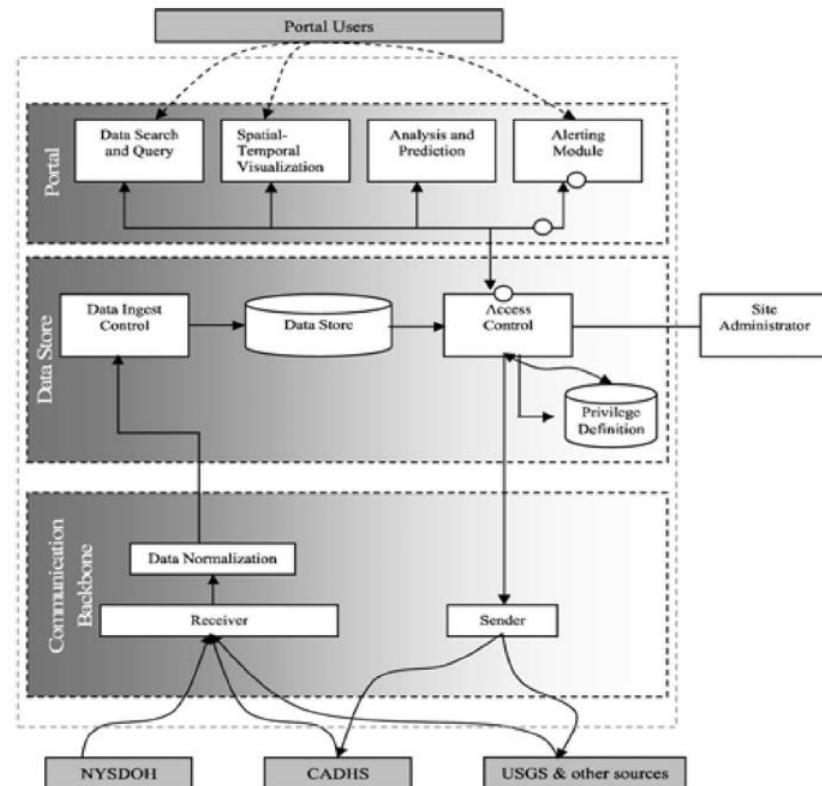 Portal Users
Portal
Data Search
and Query
Spatial-
Temporal
Visualization
Analysis and
Prediction
Alerting
Module
Data Store
Data Ingest
Control
Data Store
Access
Control
Site
Administrator
Privilege
Definition
Communication
Backbone
Data Normalization
Receiver
Sender
NYSDOH
CADHS
USGS & other sources